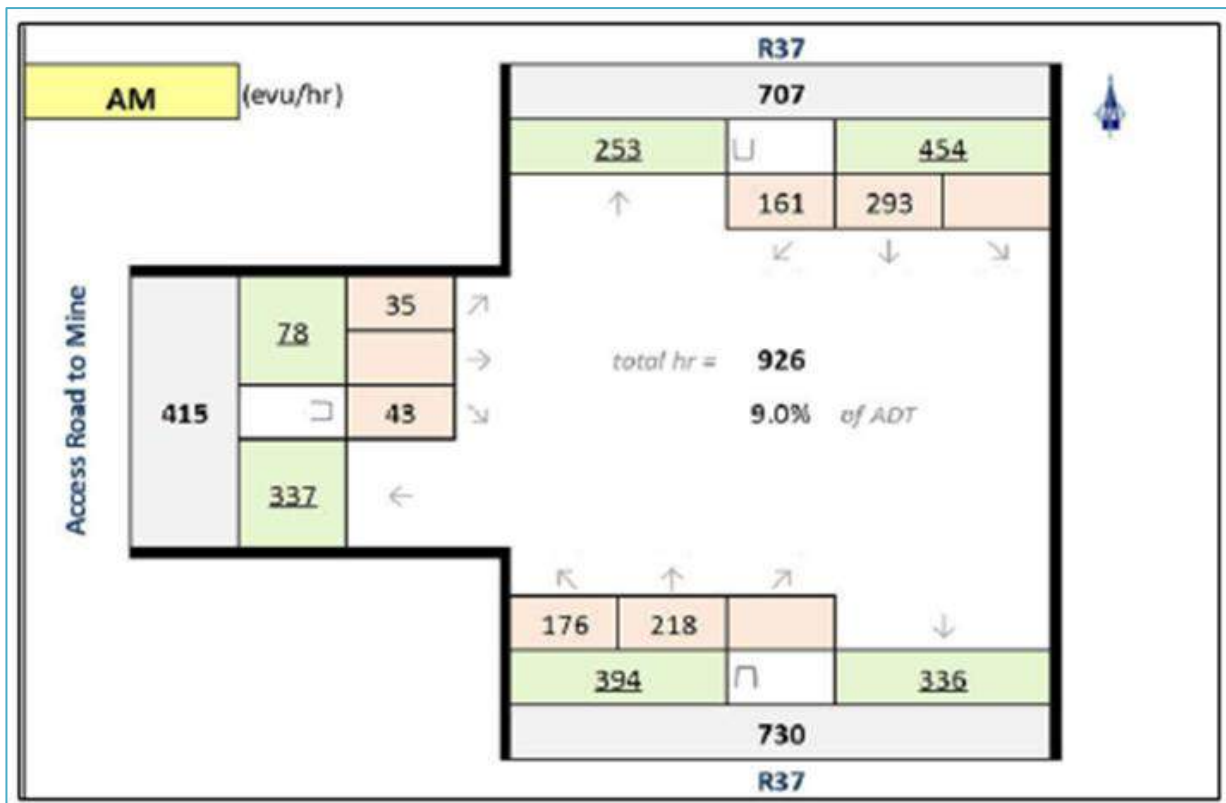 R37
AM (evu/hr)
707
253 454
161 293
Access Road to Mine
415
78
35
43
337
total hr = 926
9.0% of ADT
176 218
394 336
730
R37